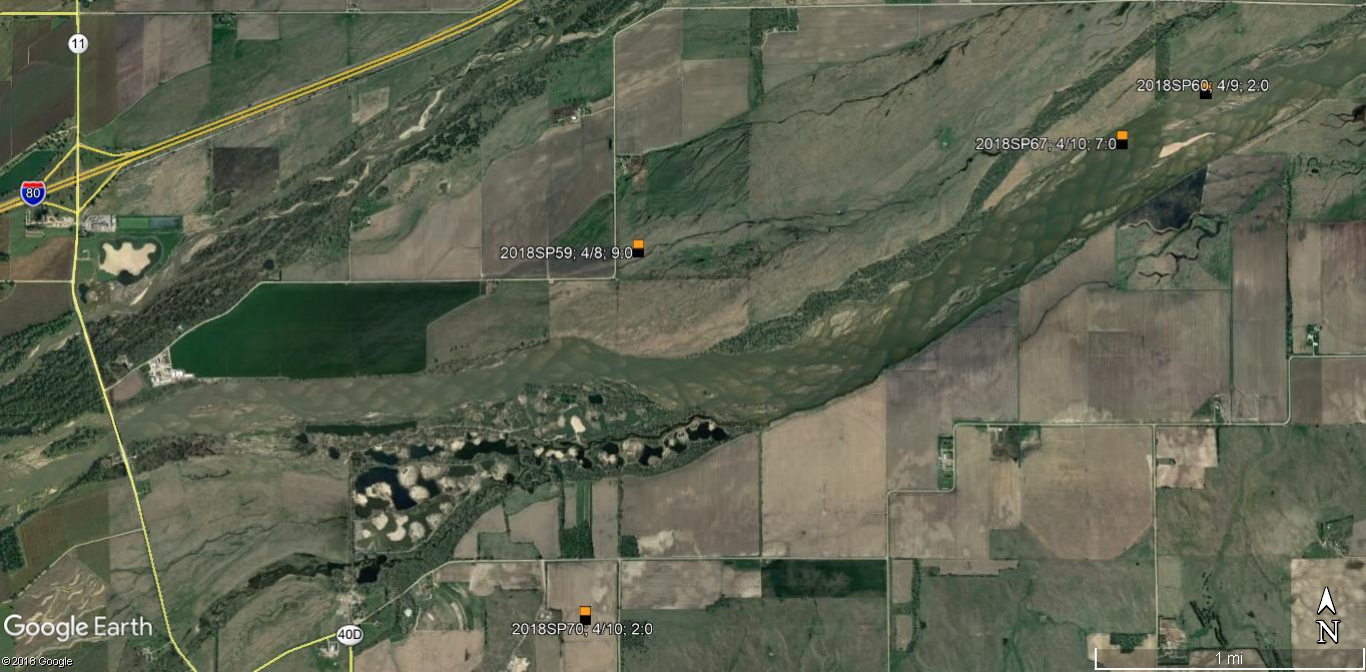 11
2018SP60; 4/9; 2:0
2018SP67; 4/10; 7:0
80
2018SP59; 4/8; 9:0
N
Google Earth
2018SP70; 4/10; 2:0
40D
© 2018 Google
1 mi